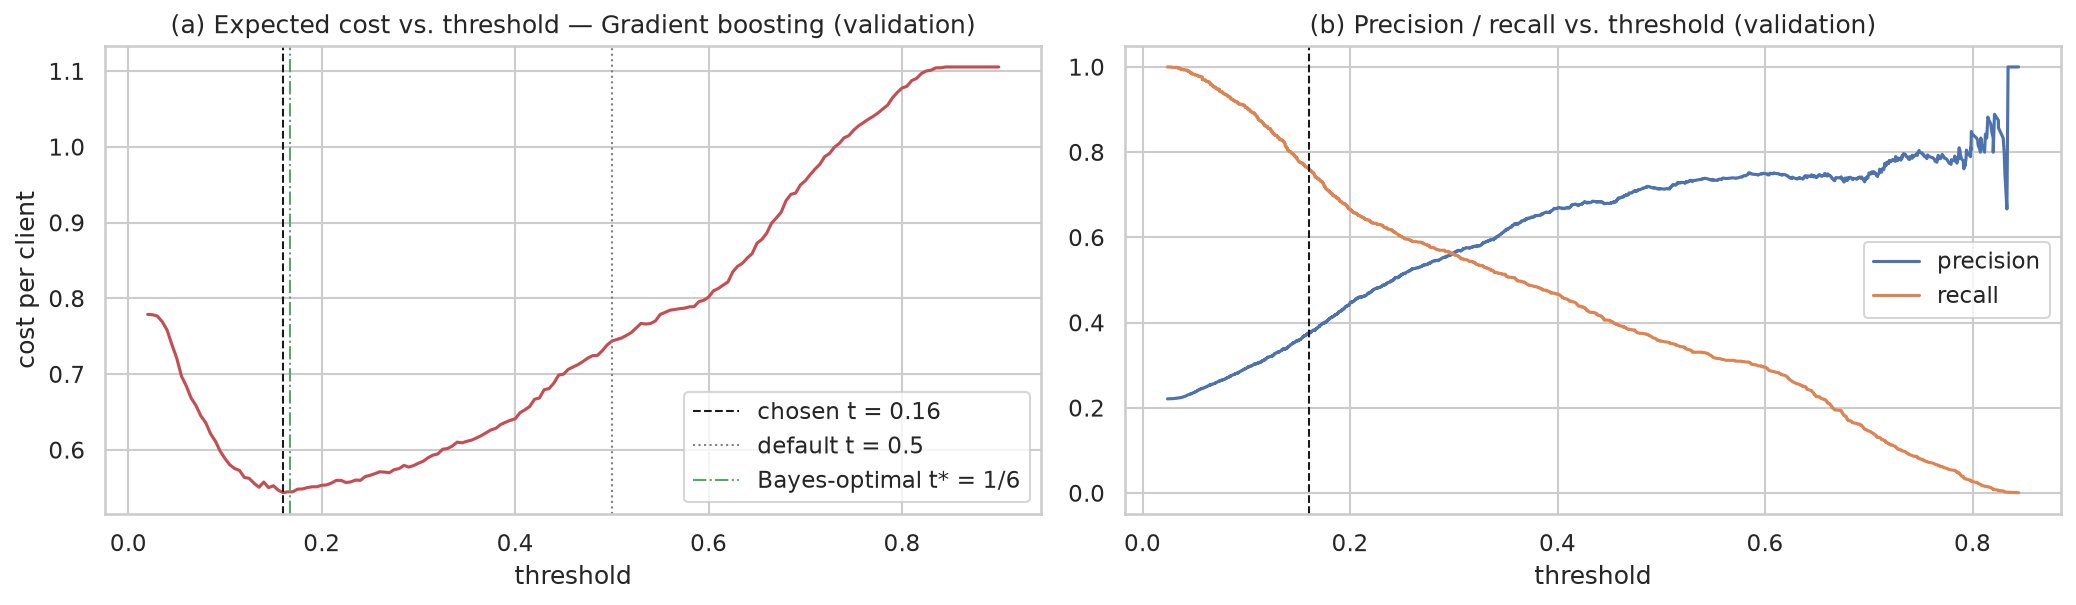 (a) Expected cost vs. threshold — Gradient boosting (validation)
cost per client
1.1
1.0
0.9
0.8
0.7
0.6
0.0 0.2 0.4 0.6 0.8
threshold
chosen t = 0.16
default t = 0.5
Bayes-optimal t* = 1/6
(b) Precision / recall vs. threshold (validation)
1.0
0.8
0.6
0.4
0.2
0.0
0.0 0.2 0.4 0.6 0.8
threshold
precision
recall